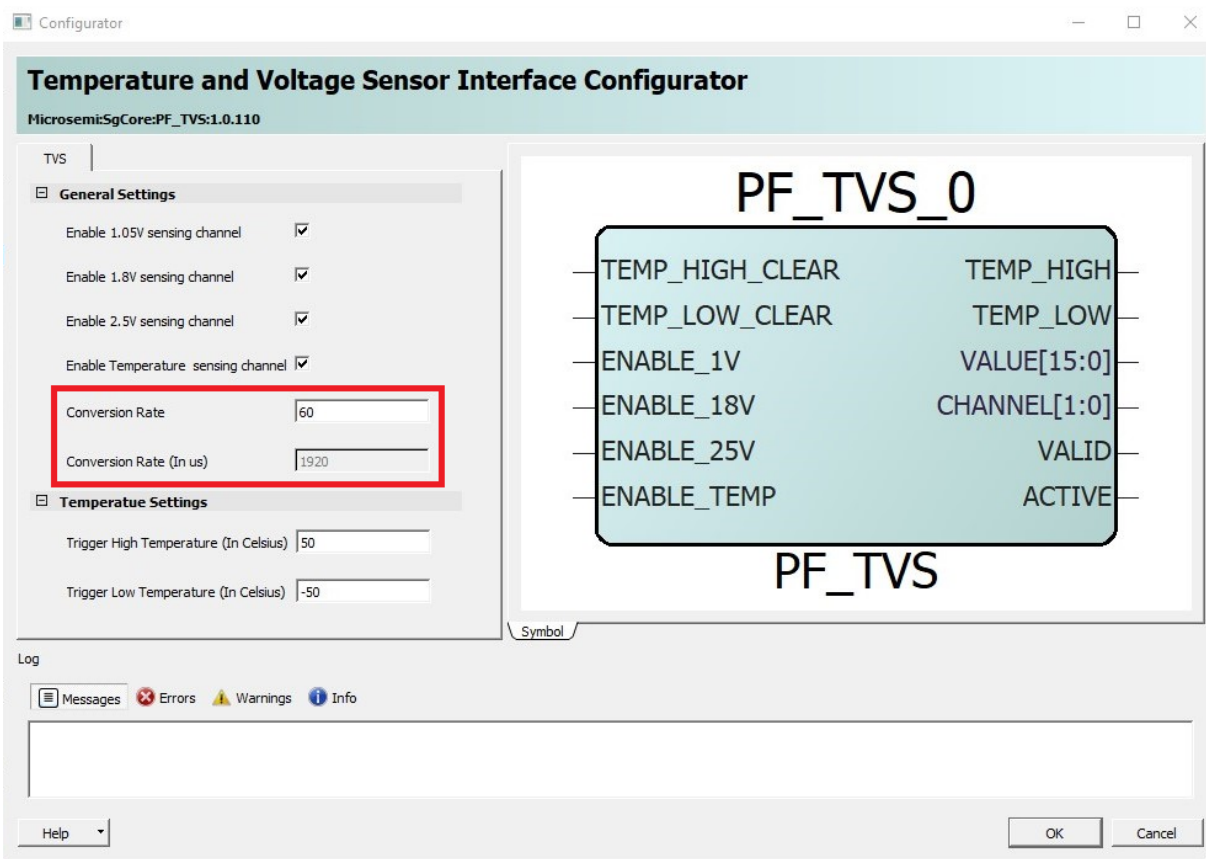 Configurator
Temperature and Voltage Sensor Interface Configurator
Microsemi:SgCore:PF_TVS:1.0.110
TVS
General Settings
Enable 1.05V sensing channel
Enable 1.8V sensing channel
Enable 2.5V sensing channel
Enable Temperature sensing channel
Conversion Rate 60
Conversion Rate (In us) 1920
Temperatue Settings
Trigger High Temperature (In Celsius) 50
Trigger Low Temperature (In Celsius) -50
PF_TVS_0
TEMP_HIGH_CLEAR TEMP_HIGH
TEMP_LOW_CLEAR TEMP_LOW
ENABLE_1V VALUE[15:0]
ENABLE_18V CHANNEL[1:0]
ENABLE_25V VALID
ENABLE_TEMP ACTIVE
PF_TVS
Symbol
Log
Messages Errors Warnings Info
Help OK Cancel